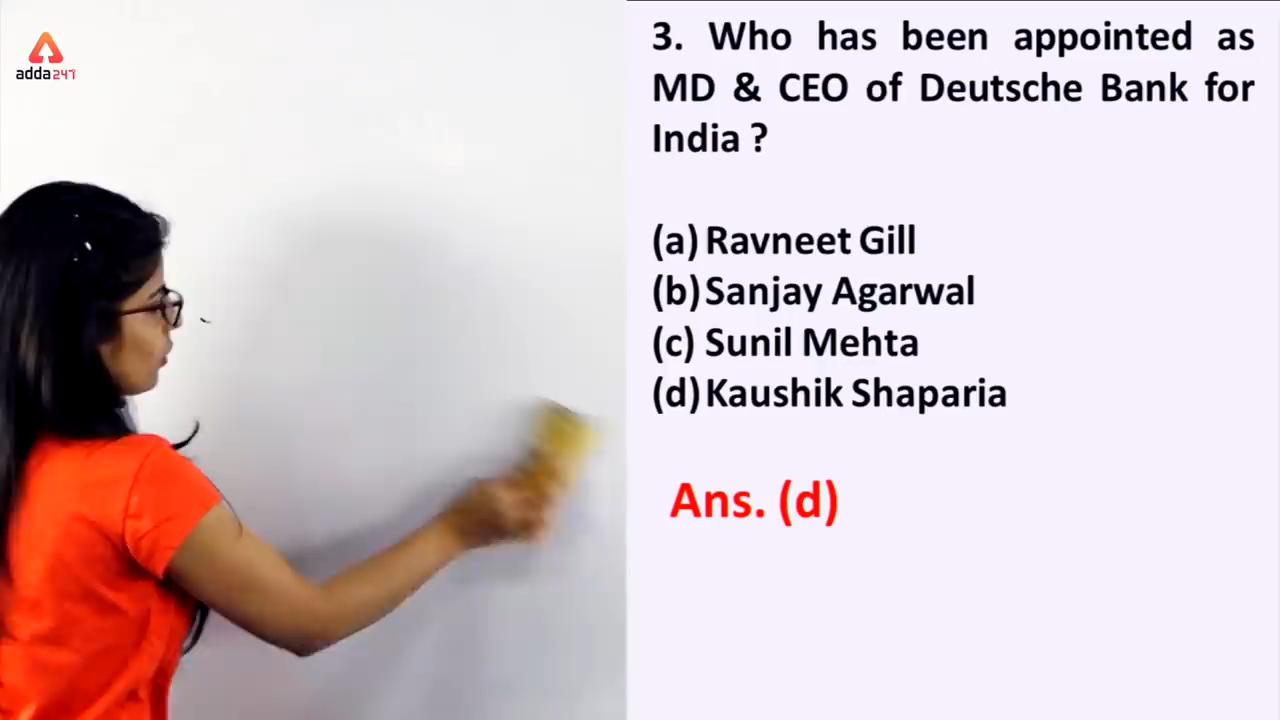 adda247
3. Who has been appointed as
MD & CEO of Deutsche Bank for
India ?
(a) Ravneet Gill
(b) Sanjay Agarwal
(c) Sunil Mehta
(d) Kaushik Shaparia
Ans. (d)